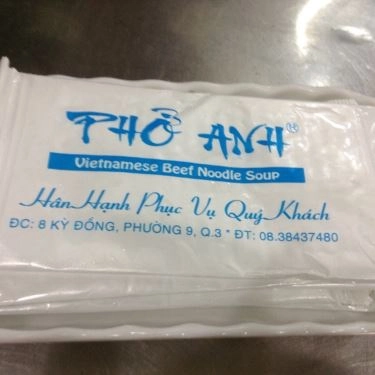 PHỞ ANH®
Vietnamese Beef Noodle Soup
Hân Hạnh Phục Vụ Quý Khách
ĐC: 8 KỲ ĐỒNG, PHƯỜNG 9, Q.3 * ĐT: 08.38437480